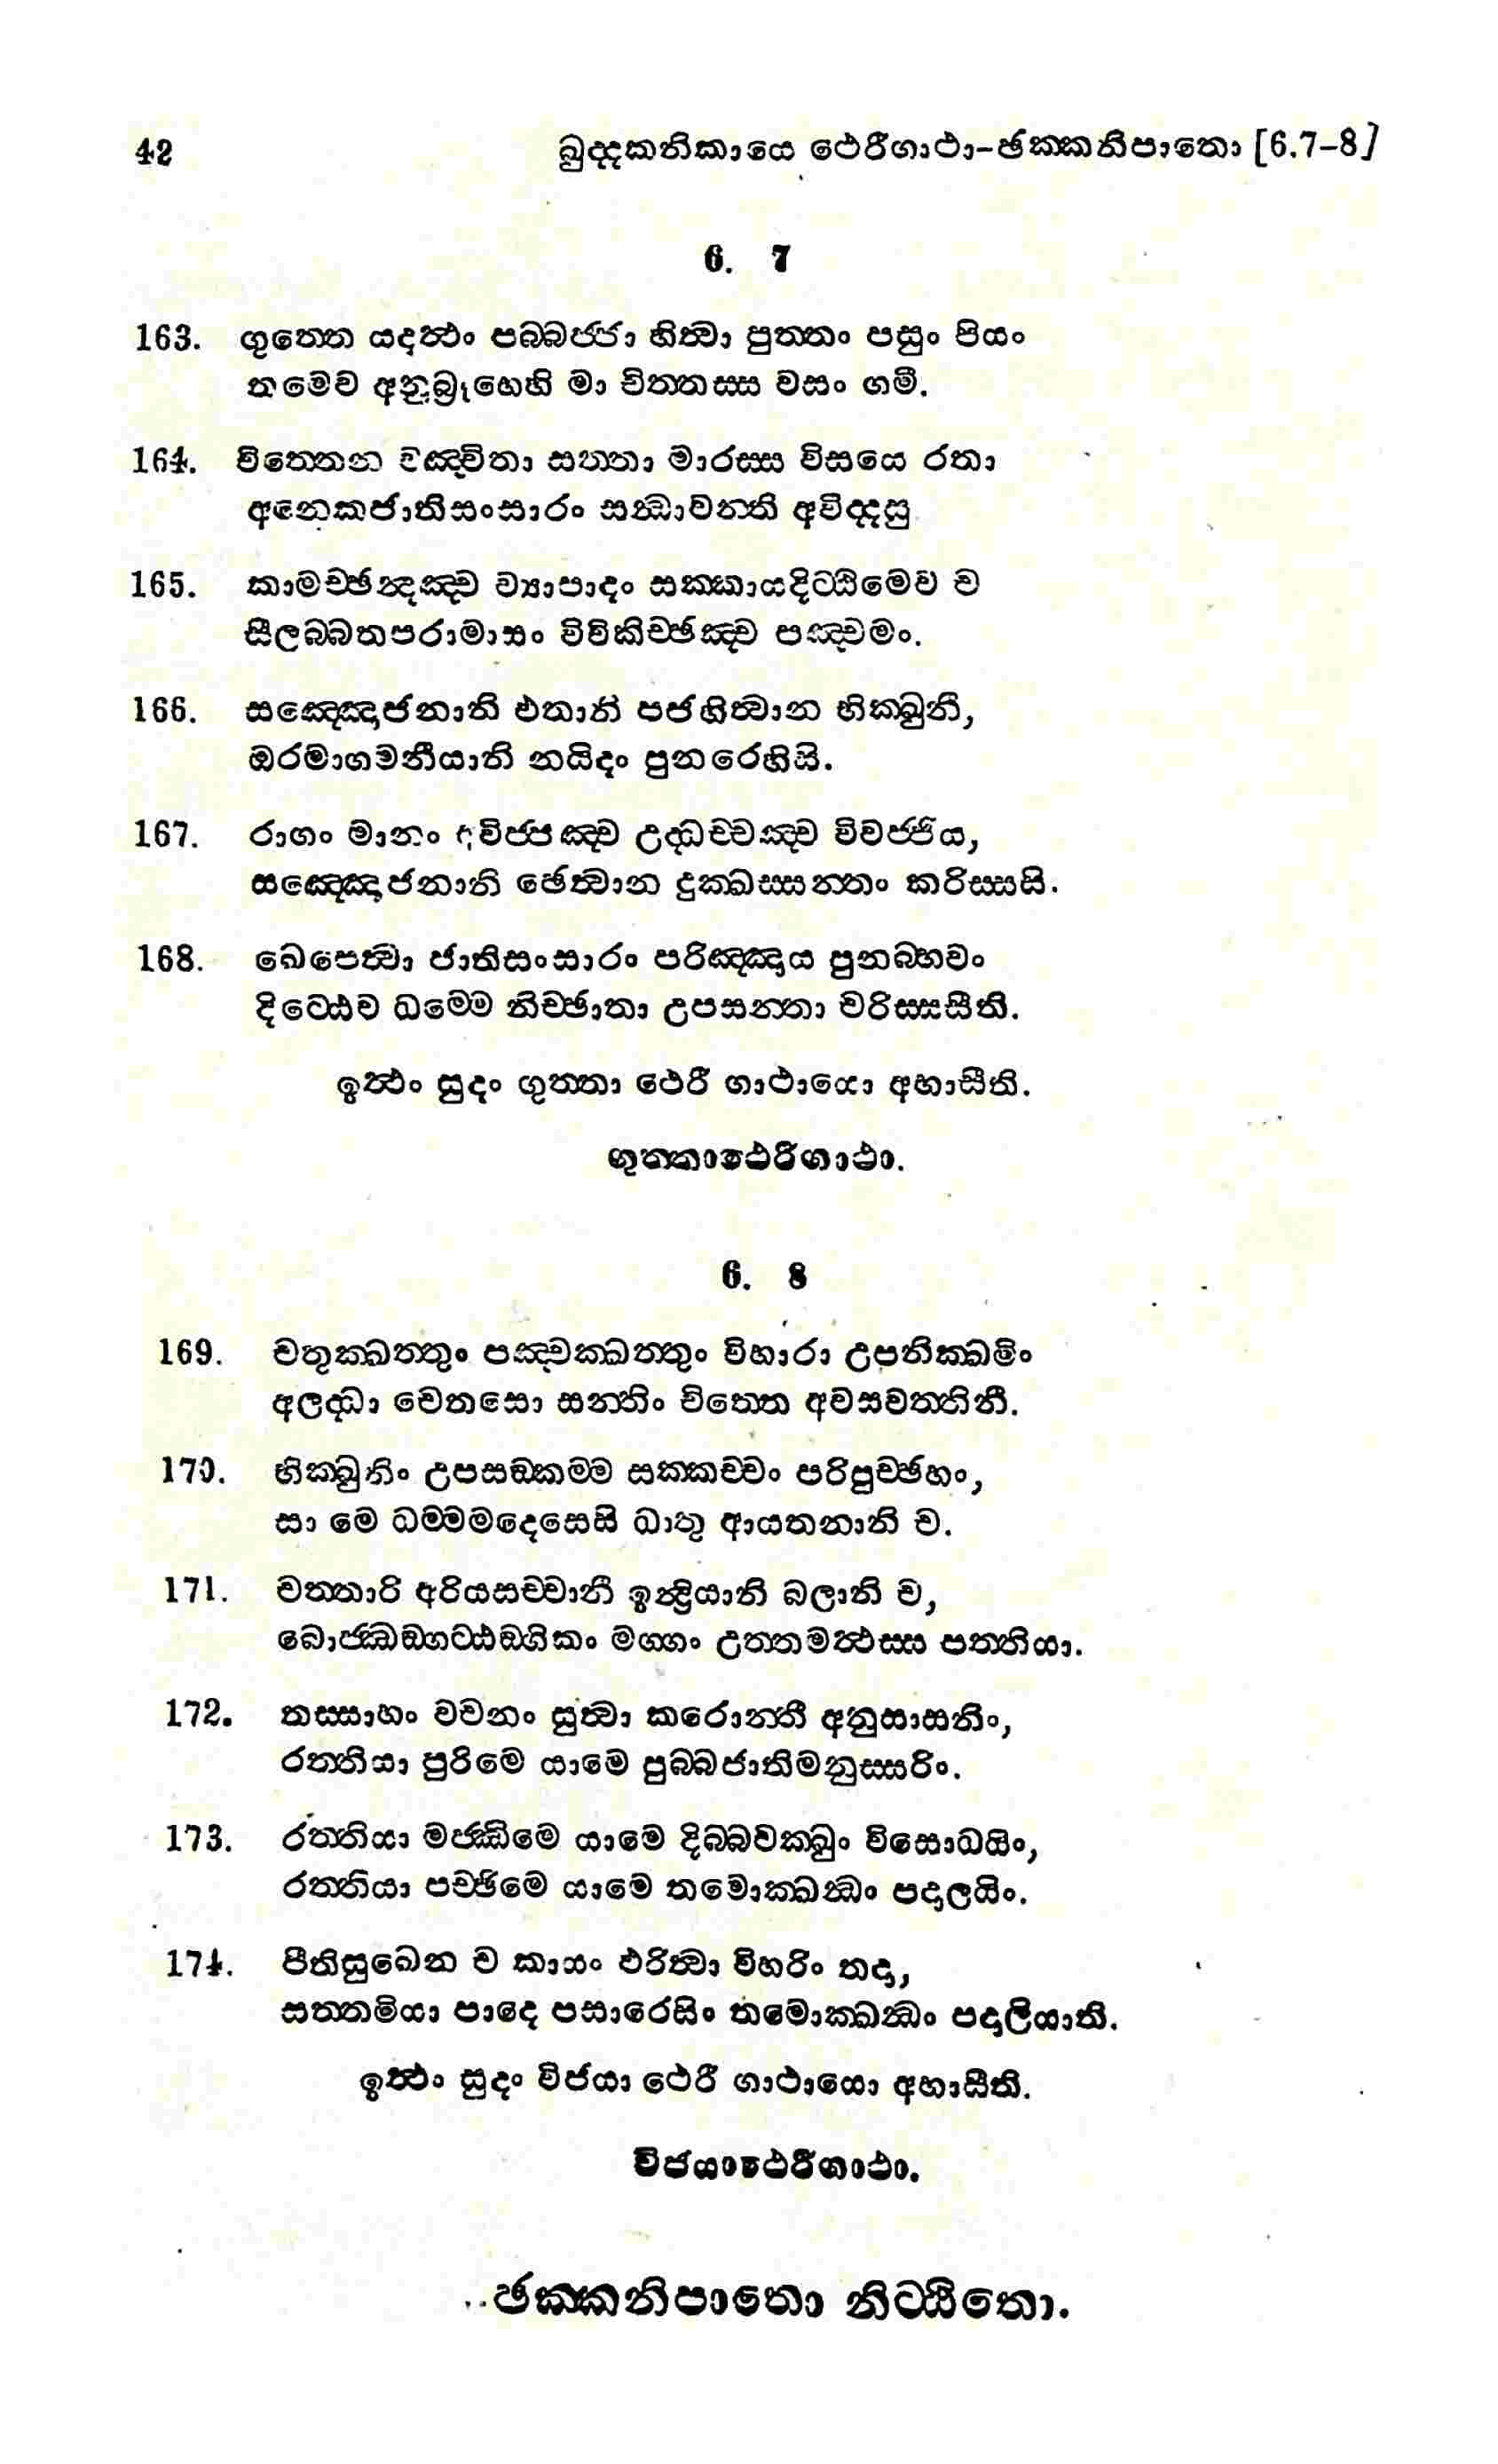 42 ඛුද්දකනිකායෙ ථෙරීගාථා-ඡක්කනිපාතො [6.7-8]
6. 7
163. ගුත්තෙ යදත්ථං පබ්බජ්ජා හිත්වා පුත්තං පසුං පියං
තමෙව අනුබ්‍රෑහෙහි මා චිත්තස්ස වසං ගමී.
164. චිත්තෙන වඤ්චිතා සත්තා මාරස්ස විසයෙ රතා
අනෙකජාතිසංසාරං සන්ධාවන්ති අවිද්දසු
165. කාමච්ඡන්දඤ්ච ව්‍යාපාදං සක්කායදිට්ඨිමෙව ච
සීලබ්බතපරාමාසං විචිකිච්ඡඤ්ච පඤ්චමං.
166. සඤ්ඤොජනානි එතානි පජහිත්වාන භික්ඛුනී,
ඔරමාගමනීයානි නයිදං පුනරෙහිසි.
167. රාගං මානං අවිජ්ජඤ්ච උද්ධච්චඤ්ච විවජ්ජිය,
සඤ්ඤොජනානි ඡෙත්වාන දුක්ඛස්සන්තං කරිස්සසි.
168. ඛෙපෙත්වා ජාතිසංසාරං පරිඤ්ඤාය පුනබ්භවං
දිට්ඨෙව ධම්මෙ නිච්ඡාතා උපසන්තා චරිස්සසීති.
ඉත්ථං සුදං ගුත්තා ථෙරී ගාථායො අභාසීති.
ගුත්තාථෙරීගාථා.
6. 8
169. චතුක්ඛත්තුං පඤ්චක්ඛත්තුං විහාරා උපනික්ඛමිං
අලද්ධා චෙතසො සන්තිං චිත්තෙ අවසවත්තිනී.
170. භික්ඛුනිං උපසඞ්කම්ම සක්කච්චං පරිපුච්ඡහං,
සා මෙ ධම්මමදෙසෙසි ධාතු ආයතනානි ච.
171. චත්තාරි අරියසච්චානී ඉන්ද්‍රියානි බලානි ච,
බොජ්ඣඞ්ගට්ඨඞ්ගිකං මග්ගං උත්තමත්ථස්ස පත්තියා.
172. තස්සාහං වචනං සුත්වා කරොන්තී අනුසාසනිං,
රත්තියා පුරිමෙ යාමෙ පුබ්බජාතිමනුස්සරිං.
173. රත්තියා මජ්ඣිමෙ යාමෙ දිබ්බචක්ඛුං විසොධයිං,
රත්තියා පච්ඡිමෙ යාමෙ තමොක්ඛන්ධං පදාලයිං.
174. පීතිසුඛෙන ච කායං ඵරිත්වා විහරිං තදා,
සත්තමියා පාදෙ පසාරෙසිං තමොක්ඛන්ධං පදාලියාති.
ඉත්ථං සුදං විජයා ථෙරී ගාථායො අභාසීති.
විජයාථෙරීගාථා.
ඡක්කනිපාතො නිට්ඨිතො.